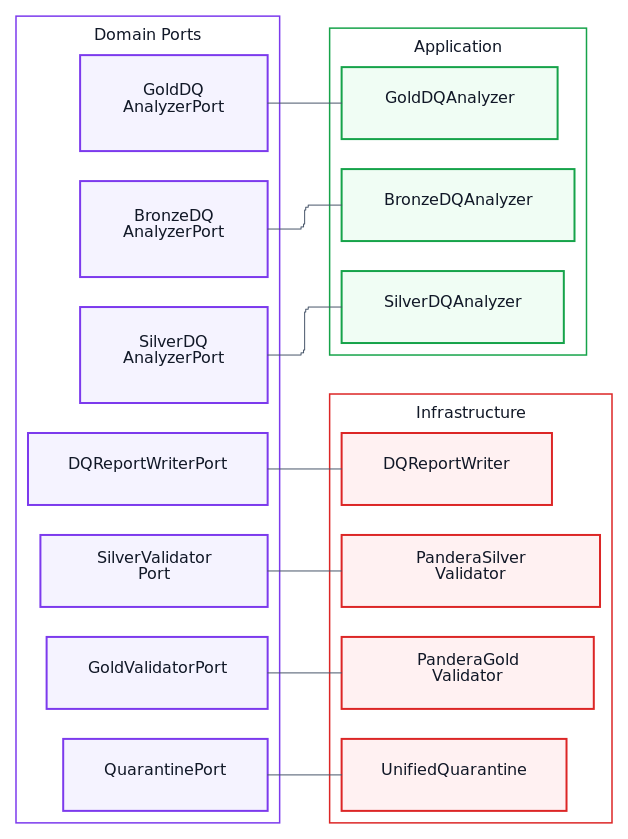 Domain Ports
GoldDQ
AnalyzerPort
BronzeDQ
AnalyzerPort
SilverDQ
AnalyzerPort
DQReportWriterPort
SilverValidator
Port
GoldValidatorPort
QuarantinePort
Application
GoldDQAnalyzer
BronzeDQAnalyzer
SilverDQAnalyzer
Infrastructure
DQReportWriter
PanderaSilver
Validator
PanderaGold
Validator
UnifiedQuarantine